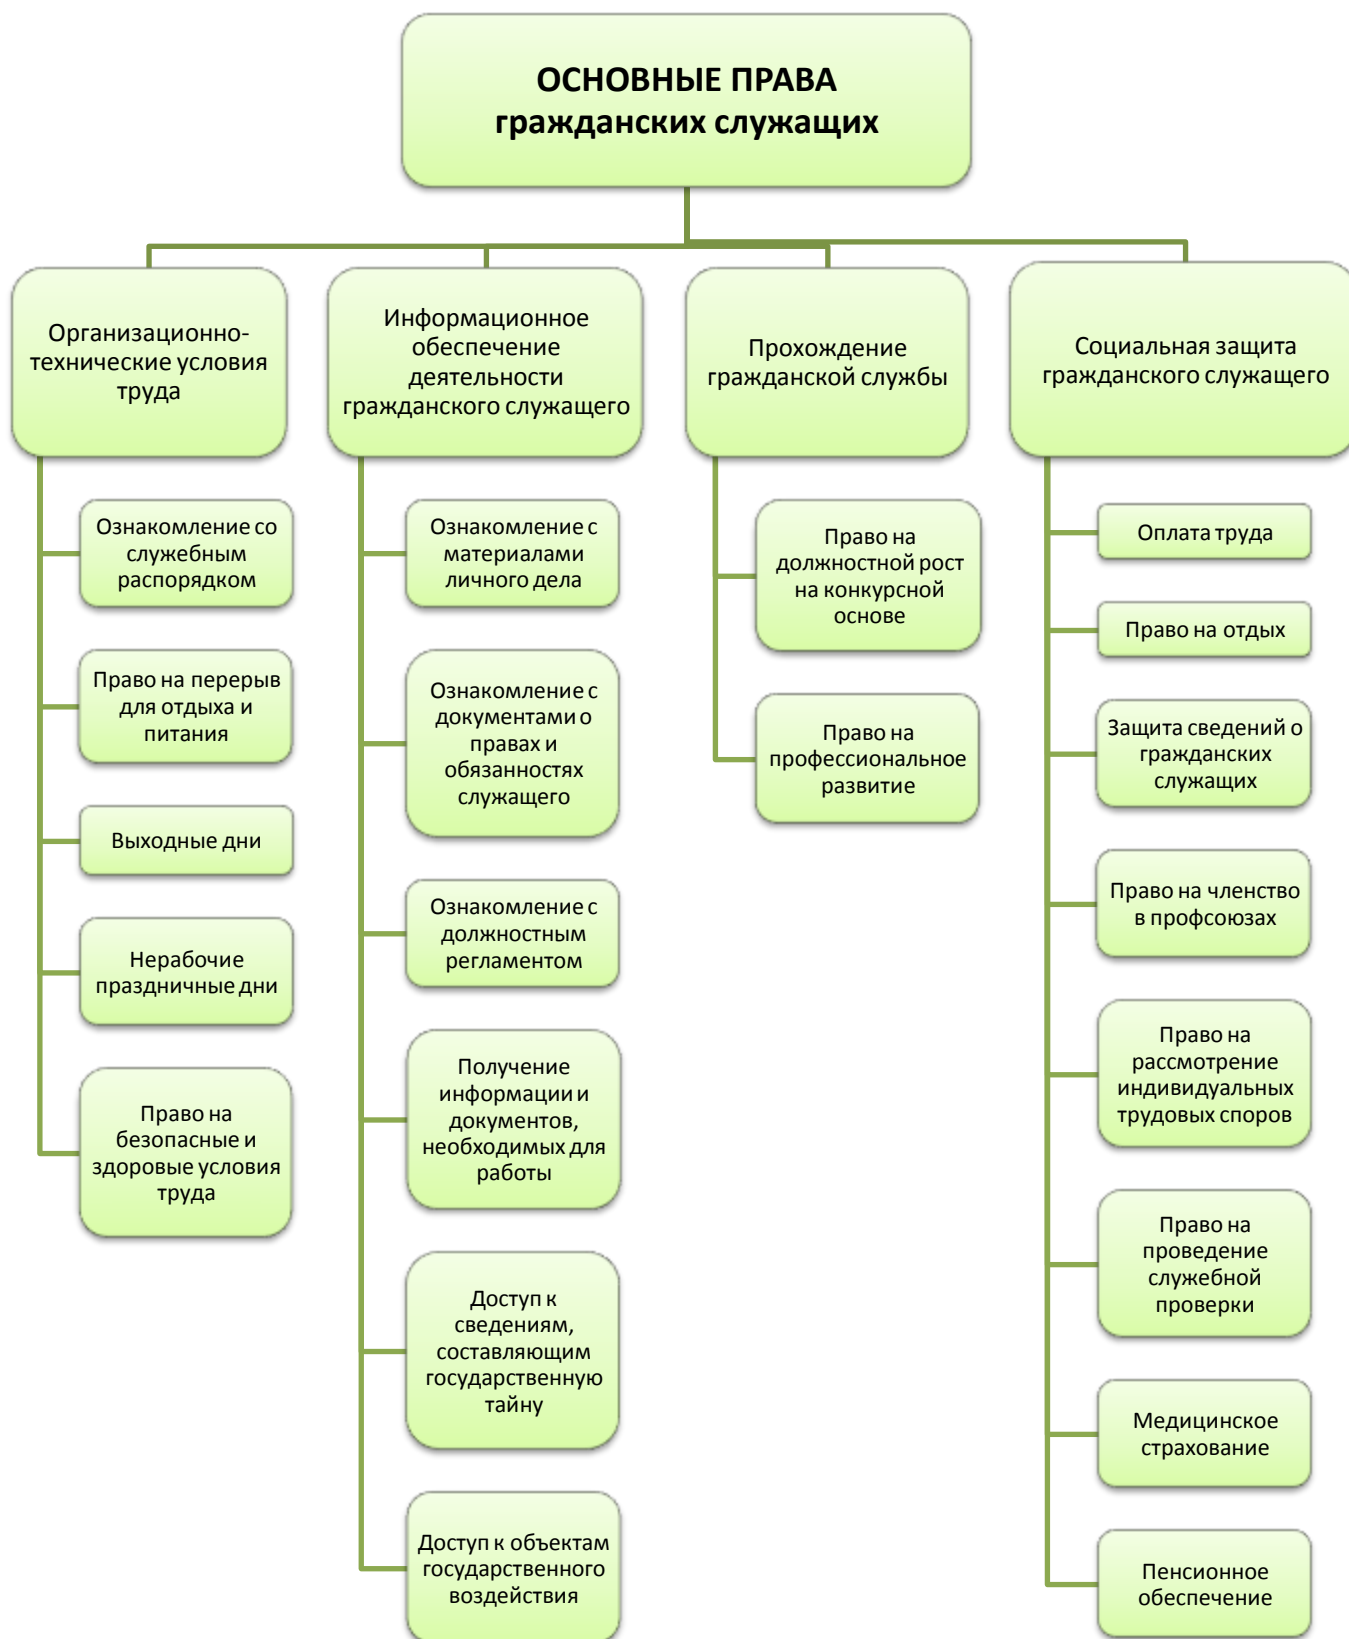 ОСНОВНЫЕ ПРАВА
гражданских служащих
Организационно-
технические условия
труда
Ознакомление со
служебным
распорядком
Право на перерыв
для отдыха и
питания
Выходные дни
Нерабочие
праздничные дни
Право на
безопасные и
здоровые условия
труда
Информационное
обеспечение
деятельности
гражданского служащего
Ознакомление с
материалами
личного дела
Ознакомление с
документами о
правах и
обязанностях
служащего
Ознакомление с
должностным
регламентом
Получение
информации и
документов,
необходимых для
работы
Доступ к
сведениям,
составляющим
государственную
тайну
Доступ к объектам
государственного
воздействия
Прохождение
гражданской службы
Право на
должностной рост
на конкурсной
основе
Право на
профессиональное
развитие
Социальная защита
гражданского служащего
Оплата труда
Право на отдых
Защита сведений о
гражданских
служащих
Право на членство
в профсоюзах
Право на
рассмотрение
индивидуальных
трудовых споров
Право на
проведение
служебной
проверки
Медицинское
страхование
Пенсионное
обеспечение